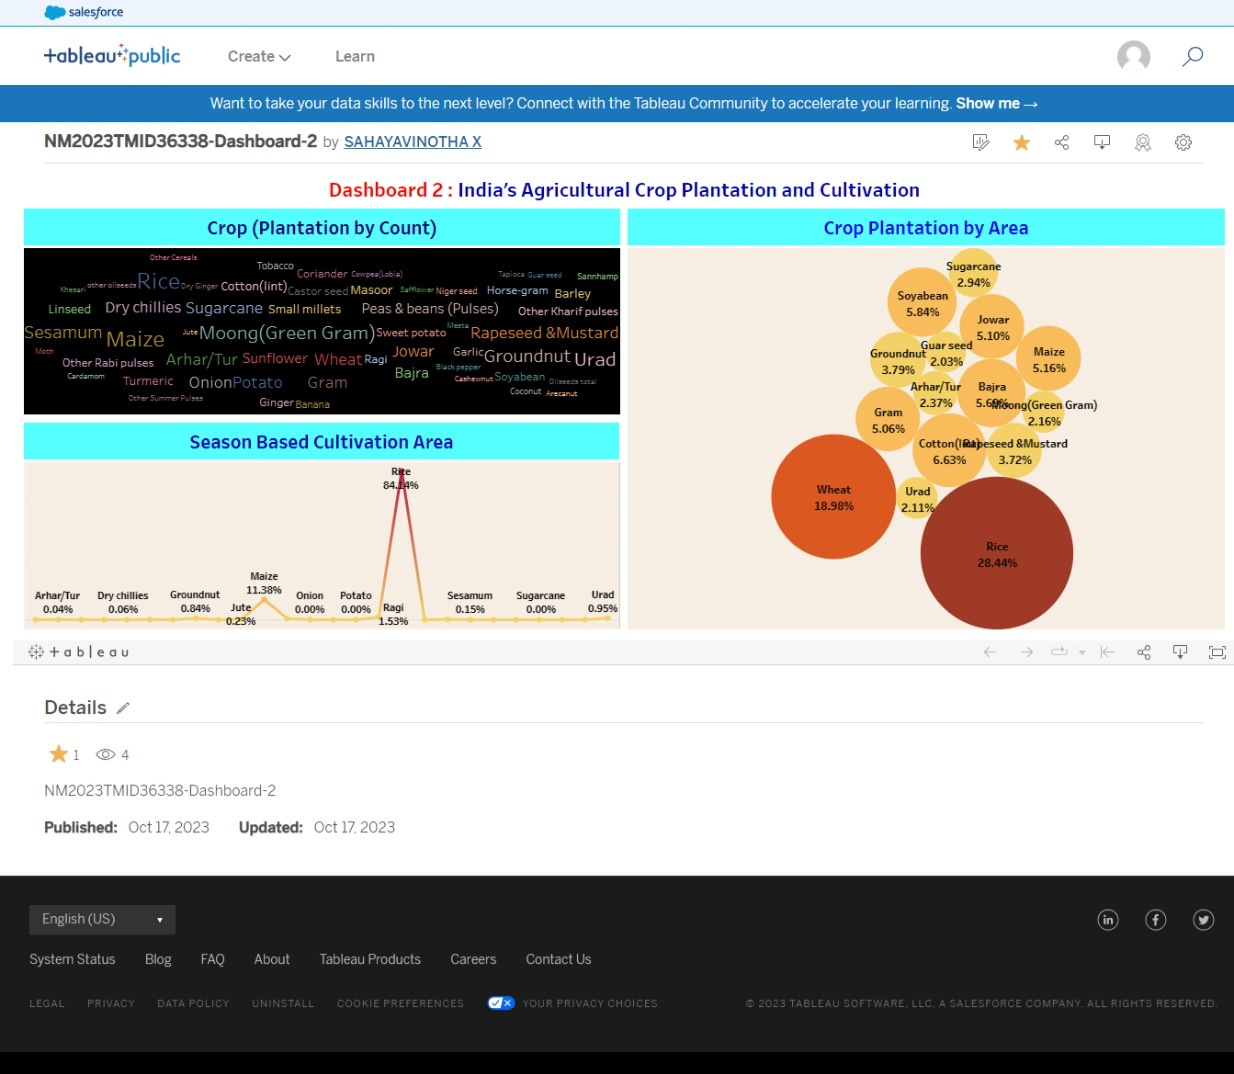 salesforce
+ableau public
Create
Learn
Want to take your data skills to the next level? Connect with the Tableau Community to accelerate your learning. Show me →
NM2023TMID36338-Dashboard-2 by SAHAYAVINOTHA X
Dashboard 2 : India's Agricultural Crop Plantation and Cultivation
Crop (Plantation by Count)
Other Cereals
Tobacco
Coriander Cowpea(Lobia)
Tapioca Guar seed Sannhamp
Khesari other oilseeds Rice Dry Ginger Cotton(lint) Castor seed Masoor Safflower Niger seed Horse-gram Barley
Linseed Dry chillies Sugarcane Small millets Peas & beans (Pulses) Other Kharif pulses
Sesamum Maize Jute Moong(Green Gram) Sweet potato Mesta Rapeseed &Mustard
Moth Other Rabi pulses Arhar/Tur Sunflower Wheat Ragi Jowar Garlic Groundnut Urad
Cardamom Turmeric Onion Potato Gram Bajra Black pepper Cashewnut Soyabean Oilseeds total
Other Summer Pulses Ginger Banana Coconut Arecanut
Season Based Cultivation Area
Rice
84.14%
Maize
11.38%
Arhar/Tur
0.04%
Dry chillies
0.06%
Groundnut
0.84%
Jute
0.23%
Onion
0.00%
Potato
0.00%
Ragi
1.53%
Sesamum
0.15%
Sugarcane
0.00%
Urad
0.95%
Crop Plantation by Area
Sugarcane
2.94%
Soyabean
5.84%
Jowar
5.10%
Guar seed
2.03%
Groundnut
3.79%
Maize
5.16%
Arhar/Tur
2.37%
Bajra
Moong(Green Gram)
2.16%
Gram
5.06%
Cotton(lint)
6.63%
Rapeseed &Mustard
3.72%
Wheat
18.98%
Urad
2.11%
Rice
28.44%
+ableau
Details
1
4
NM2023TMID36338-Dashboard-2
Published: Oct 17, 2023 Updated: Oct 17, 2023
English (US)
in
f
System Status Blog FAQ About Tableau Products Careers Contact Us
LEGAL PRIVACY DATA POLICY UNINSTALL COOKIE PREFERENCES YOUR PRIVACY CHOICES
© 2023 TABLEAU SOFTWARE, LLC, A SALESFORCE COMPANY. ALL RIGHTS RESERVED.